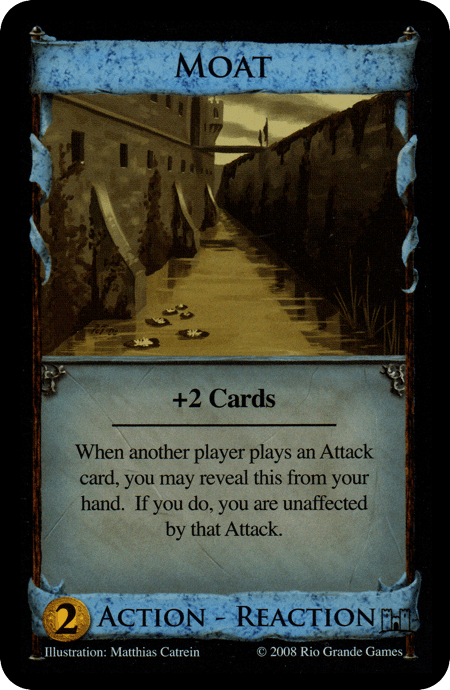 MOAT
+2 Cards
When another player plays an Attack
card, you may reveal this from your
hand. If you do, you are unaffected
by that Attack.
2 ACTION - REACTION
Illustration: Matthias Catrein © 2008 Rio Grande Games